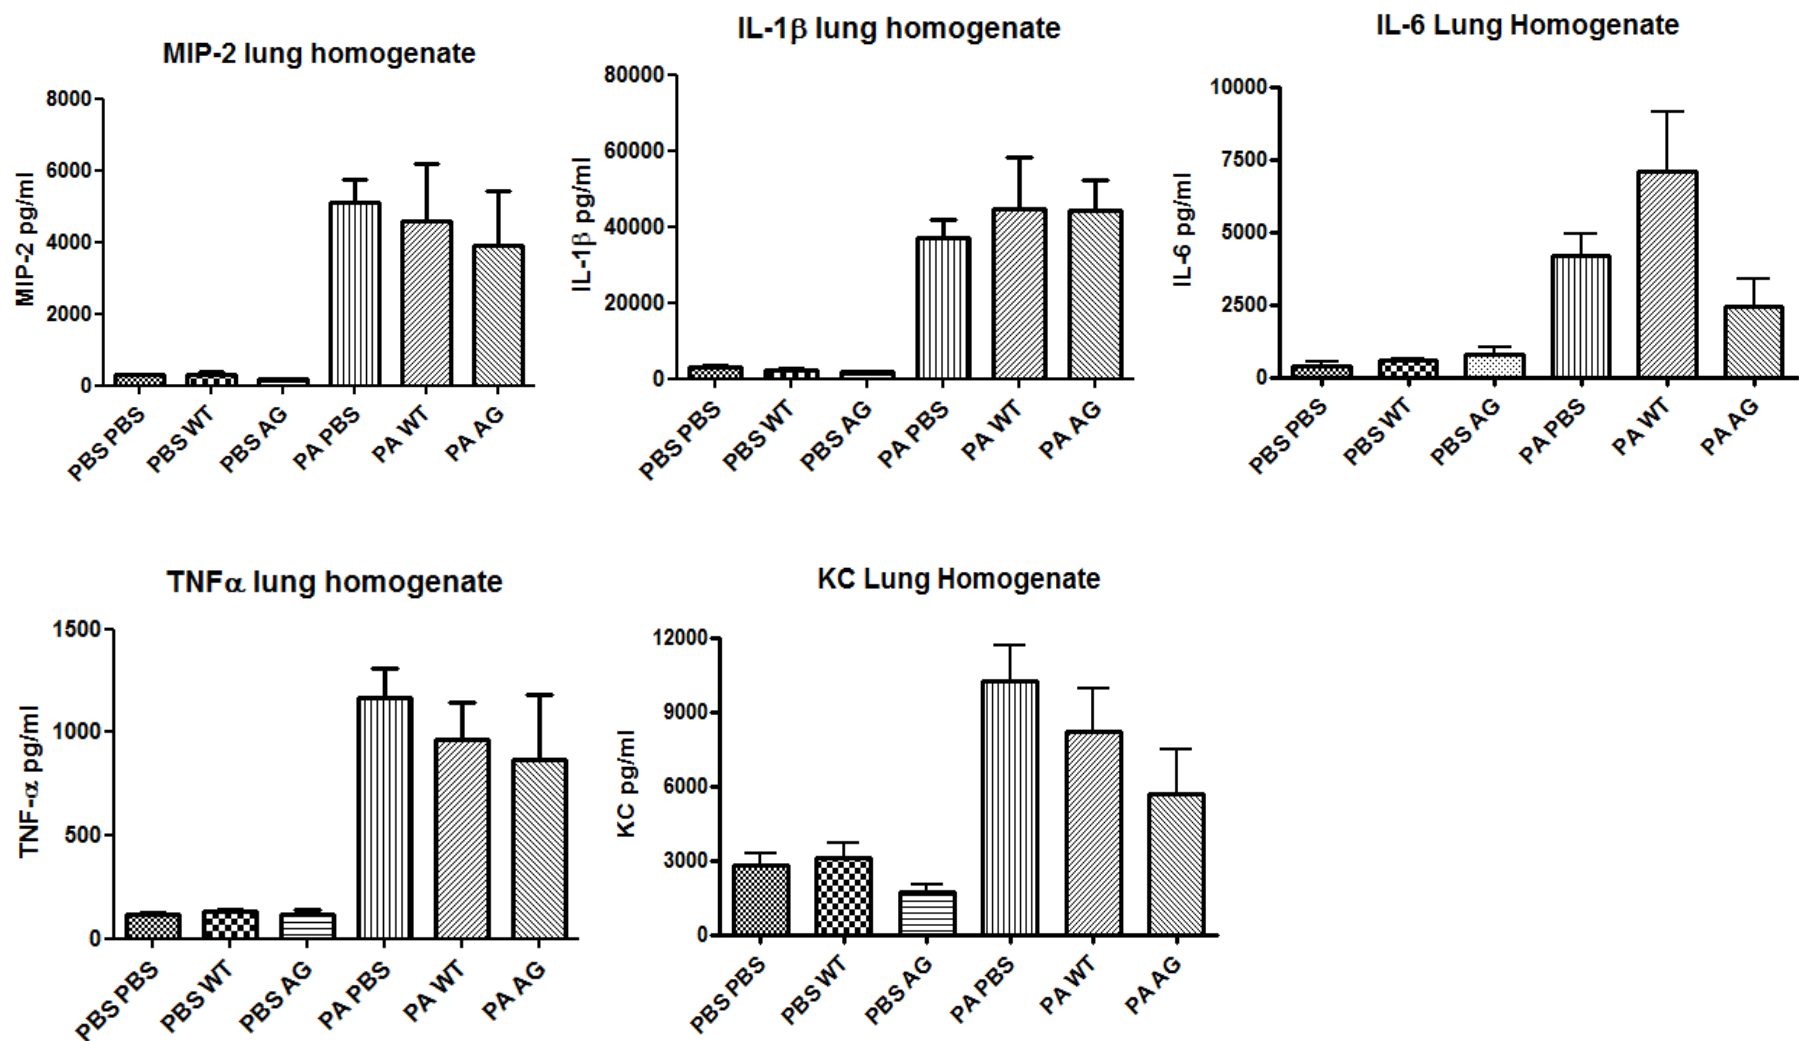 MIP-2 lung homogenate
MIP-2 pg/ml
8000
6000
4000
2000
0
PBS PBS
PBS WT
PBS AG
PA PBS
PA WT
PA AG
IL-1β lung homogenate
IL-1β pg/ml
80000
60000
40000
20000
0
PBS PBS
PBS WT
PBS AG
PA PBS
PA WT
PA AG
IL-6 Lung Homogenate
IL-6 pg/ml
10000
7500
5000
2500
0
PBS PBS
PBS WT
PBS AG
PA PBS
PA WT
PA AG
TNFα lung homogenate
TNF-α pg/ml
1500
1000
500
0
PBS PBS
PBS WT
PBS AG
PA PBS
PA WT
PA AG
KC Lung Homogenate
KC pg/ml
12000
9000
6000
3000
0
PBS PBS
PBS WT
PBS AG
PA PBS
PA WT
PA AG